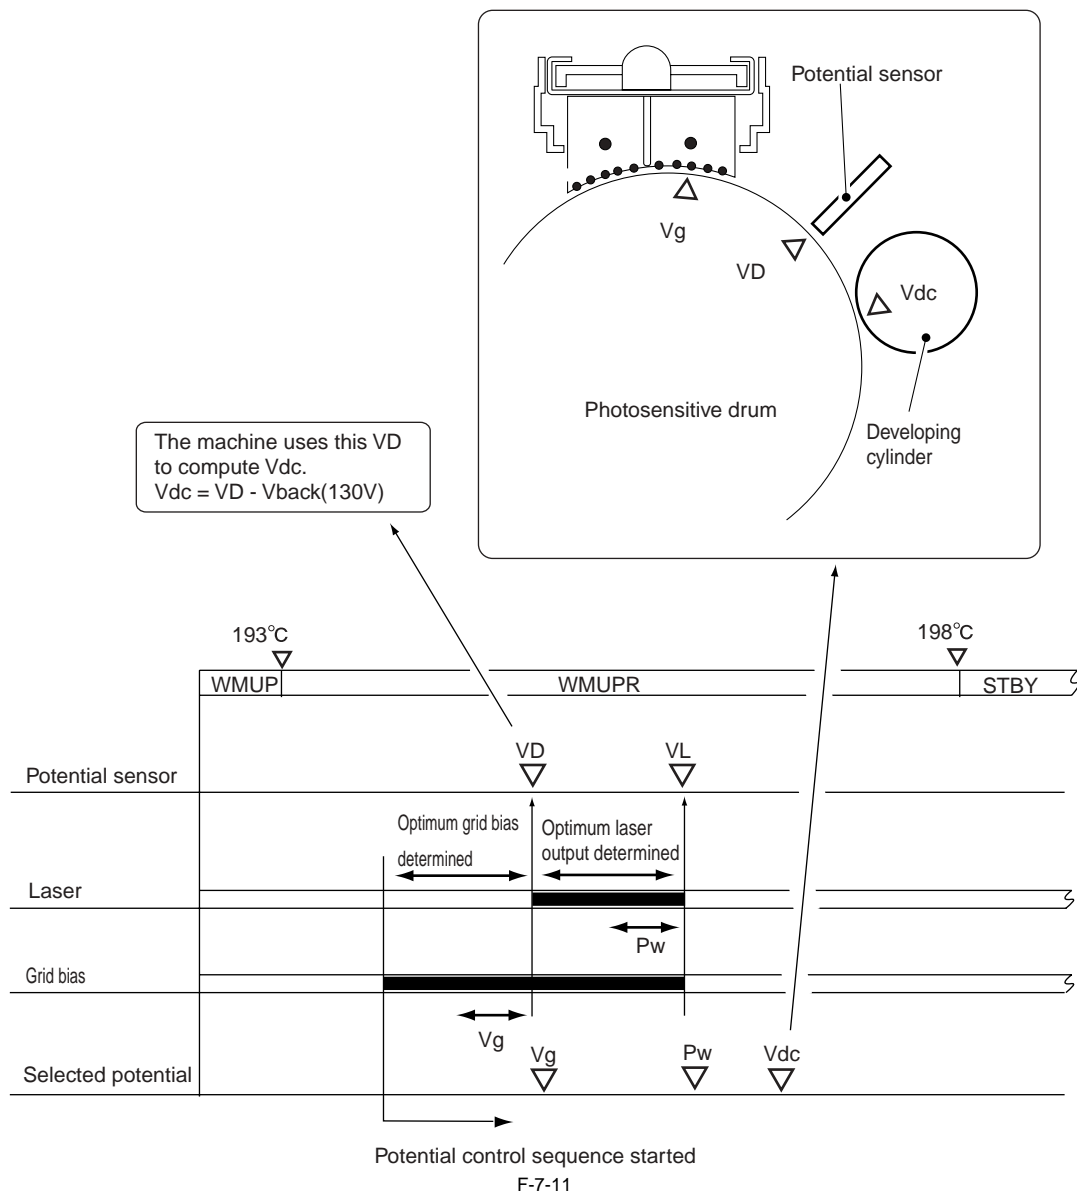 Potential sensor
Vg
VD
Vdc
Photosensitive drum
Developing
cylinder
The machine uses this VD
to compute Vdc.
Vdc = VD - Vback(130V)
193°C
198°C
WMUP
WMUPR
STBY
VD
VL
Potential sensor
Optimum grid bias
determined
Optimum laser
output determined
Laser
Pw
Grid bias
Vg
Vg
Pw
Vdc
Selected potential
Potential control sequence started
F-7-11